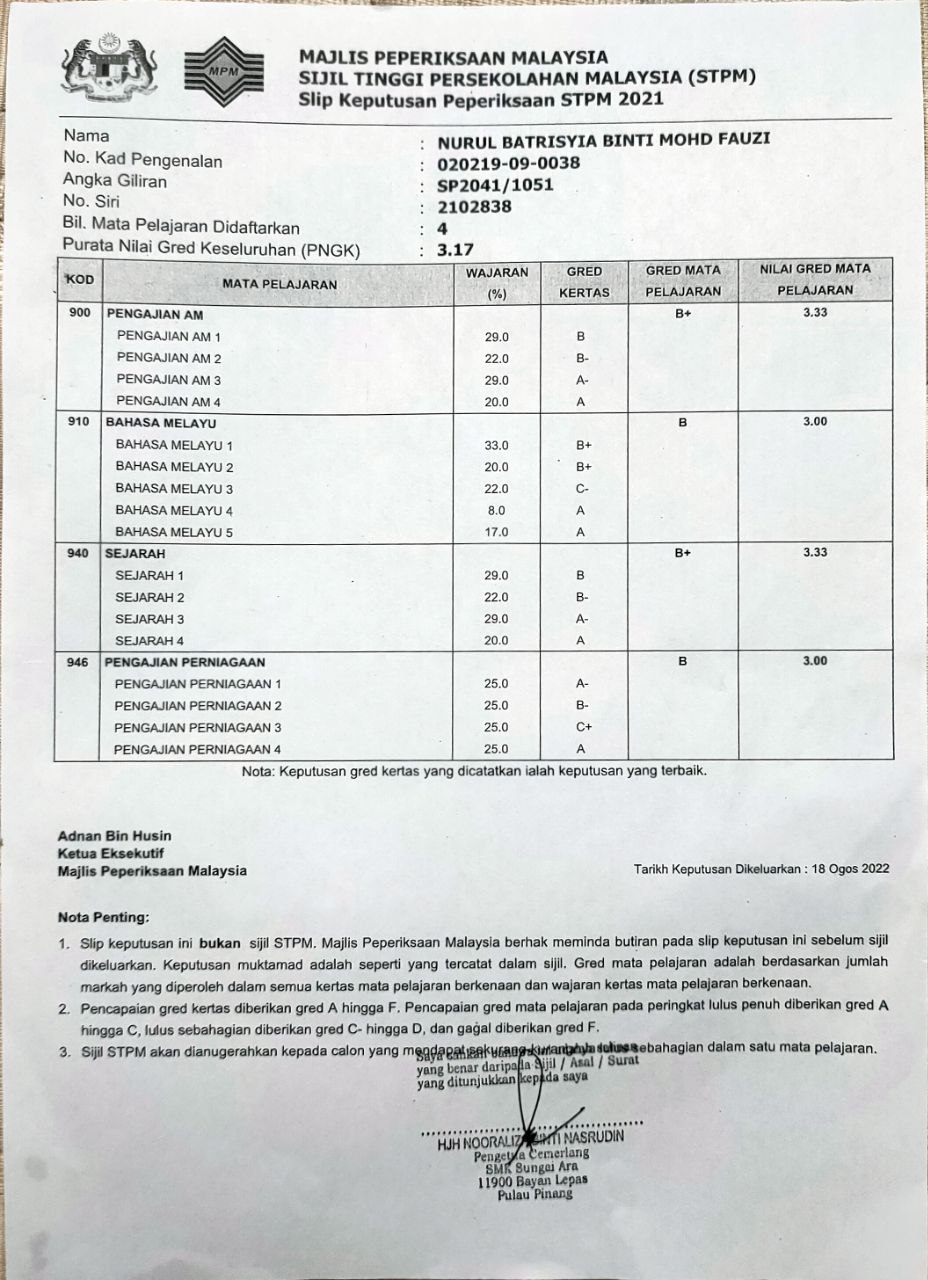 MPM
MAJLIS PEPERIKSAAN MALAYSIA
SIJIL TINGGI PERSEKOLAHAN MALAYSIA (STPM)
Slip Keputusan Peperiksaan STPM 2021
Nama : NURUL BATRISYIA BINTI MOHD FAUZI
No. Kad Pengenalan : 020219-09-0038
Angka Giliran : SP2041/1051
No. Siri : 2102838
Bil. Mata Pelajaran Didaftarkan : 4
Purata Nilai Gred Keseluruhan (PNGK) : 3.17
KOD MATA PELAJARAN WAJARAN (%) GRED KERTAS GRED MATA PELAJARAN NILAI GRED MATA PELAJARAN
900 PENGAJIAN AM B+ 3.33
PENGAJIAN AM 1 29.0 B
PENGAJIAN AM 2 22.0 B-
PENGAJIAN AM 3 29.0 A-
PENGAJIAN AM 4 20.0 A
910 BAHASA MELAYU B 3.00
BAHASA MELAYU 1 33.0 B+
BAHASA MELAYU 2 20.0 B+
BAHASA MELAYU 3 22.0 C-
BAHASA MELAYU 4 8.0 A
BAHASA MELAYU 5 17.0 A
940 SEJARAH B+ 3.33
SEJARAH 1 29.0 B
SEJARAH 2 22.0 B-
SEJARAH 3 29.0 A-
SEJARAH 4 20.0 A
946 PENGAJIAN PERNIAGAAN B 3.00
PENGAJIAN PERNIAGAAN 1 25.0 A-
PENGAJIAN PERNIAGAAN 2 25.0 B-
PENGAJIAN PERNIAGAAN 3 25.0 C+
PENGAJIAN PERNIAGAAN 4 25.0 A
Nota: Keputusan gred kertas yang dicatatkan ialah keputusan yang terbaik.
Adnan Bin Husin
Ketua Eksekutif
Majlis Peperiksaan Malaysia
Tarikh Keputusan Dikeluarkan : 18 Ogos 2022
Nota Penting:
1. Slip keputusan ini bukan sijil STPM. Majlis Peperiksaan Malaysia berhak meminda butiran pada slip keputusan ini sebelum sijil
dikeluarkan. Keputusan muktamad adalah seperti yang tercatat dalam sijil. Gred mata pelajaran adalah berdasarkan jumlah
markah yang diperoleh dalam semua kertas mata pelajaran berkenaan dan wajaran kertas mata pelajaran berkenaan.
2. Pencapaian gred kertas diberikan gred A hingga F. Pencapaian gred mata pelajaran pada peringkat lulus penuh diberikan gred A
hingga C, lulus sebahagian diberikan gred C- hingga D, dan gagal diberikan gred F.
3. Sijil STPM akan dianugerahkan kepada calon yang mendapat sebahagian dalam satu mata pelajaran.
Saya
yang benar daripada Sijil / Asal / Surat
yang ditunjukkan kepada saya
HJH BINTI NASRUDIN
Pengetua Cemerlang
SMK Sungai Ara
11900 Bayan Lepas
Pulau Pinang